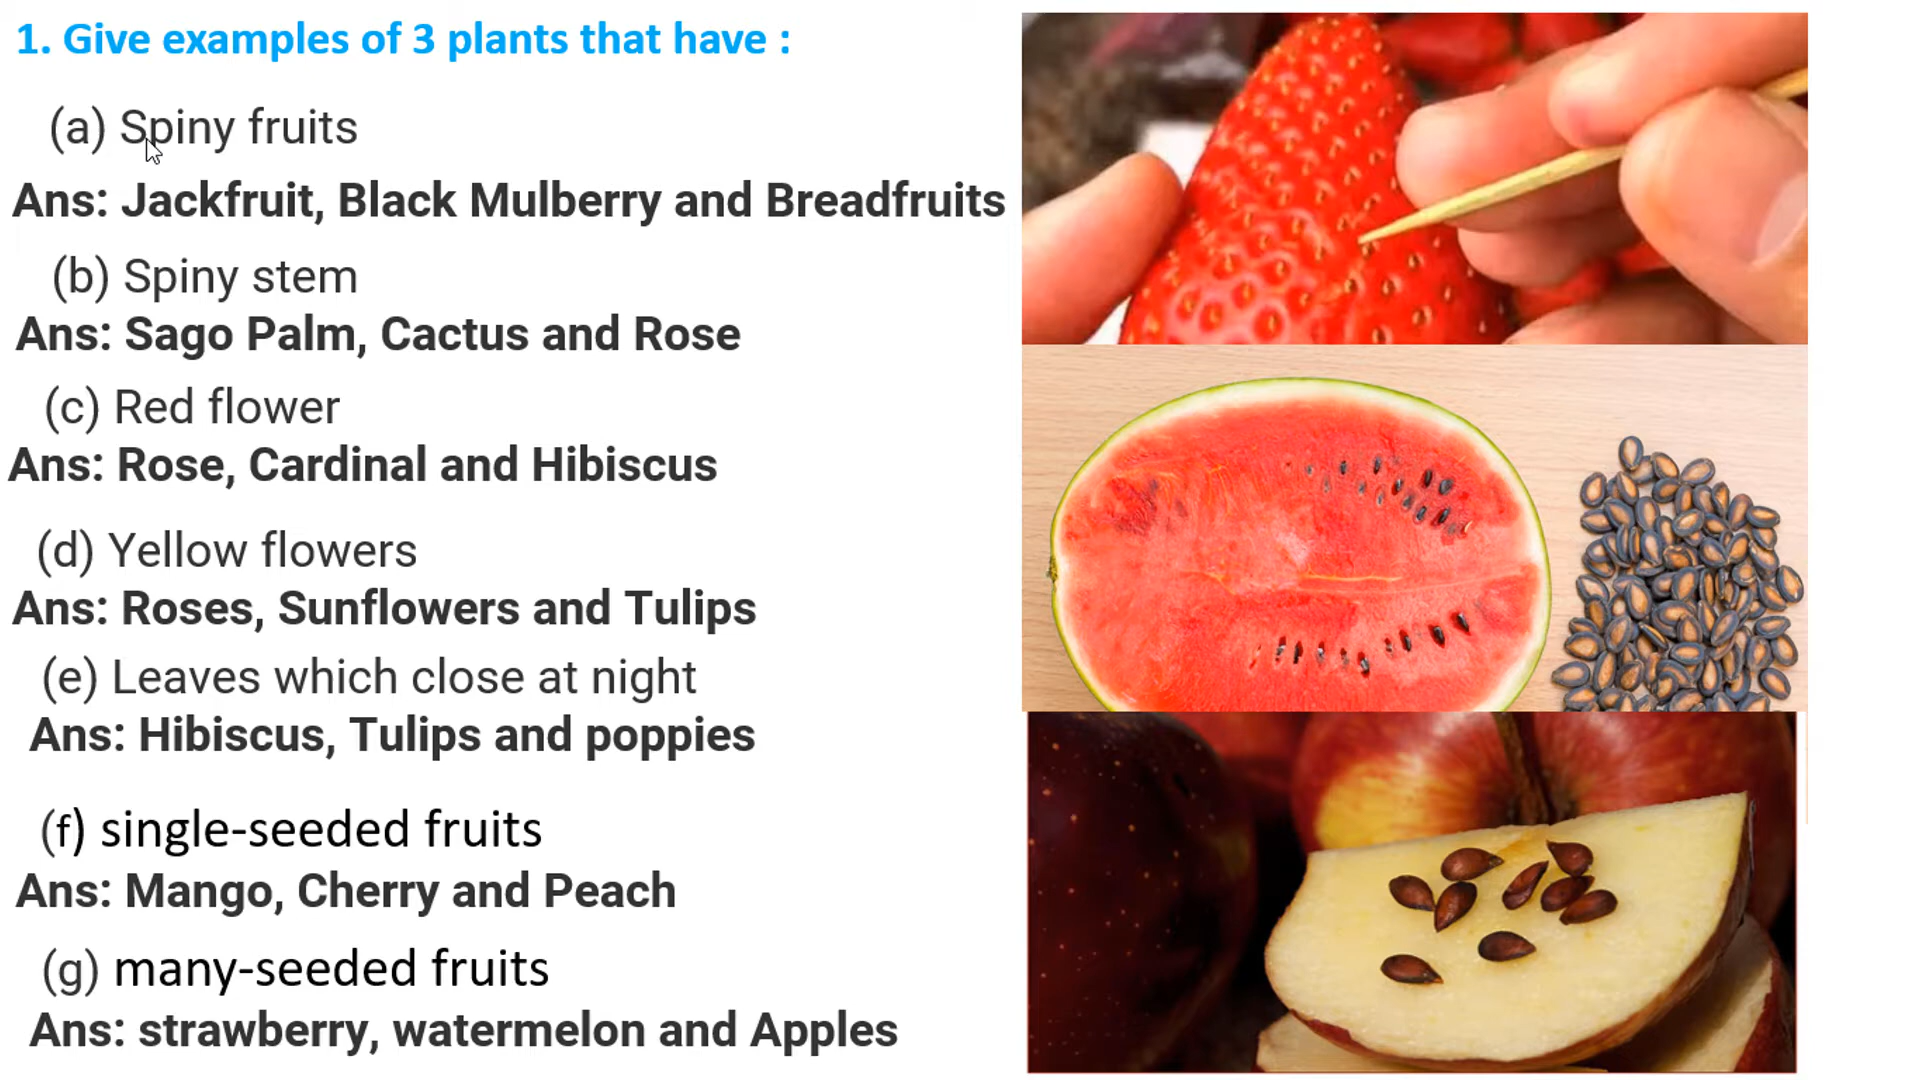 1. Give examples of 3 plants that have :
(a) Spiny fruits
Ans: Jackfruit, Black Mulberry and Breadfruits
(b) Spiny stem
Ans: Sago Palm, Cactus and Rose
(c) Red flower
Ans: Rose, Cardinal and Hibiscus
(d) Yellow flowers
Ans: Roses, Sunflowers and Tulips
(e) Leaves which close at night
Ans: Hibiscus, Tulips and poppies
(f) single-seeded fruits
Ans: Mango, Cherry and Peach
(g) many-seeded fruits
Ans: strawberry, watermelon and Apples